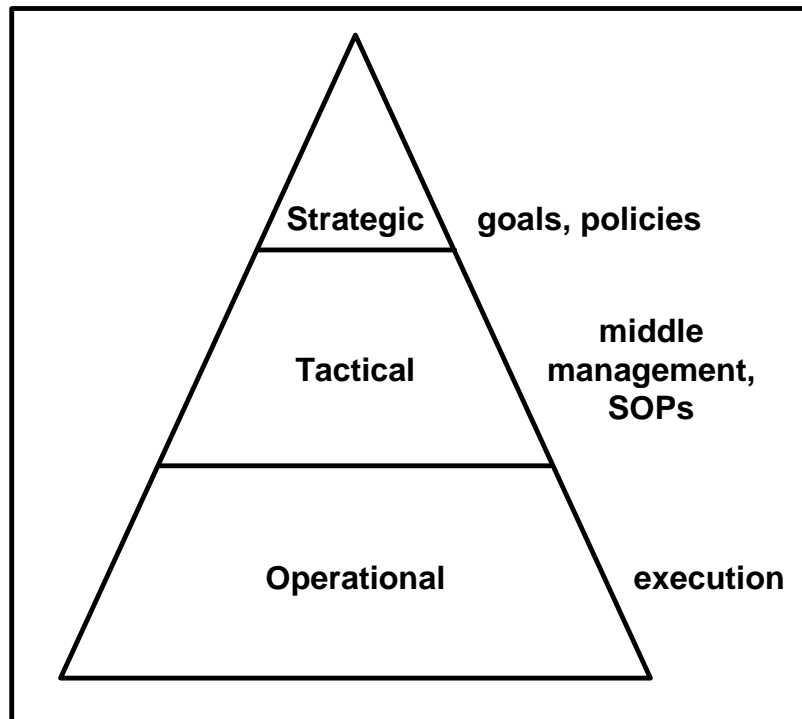 Strategic goals, policies
Tactical
middle
management,
SOPs
Operational execution